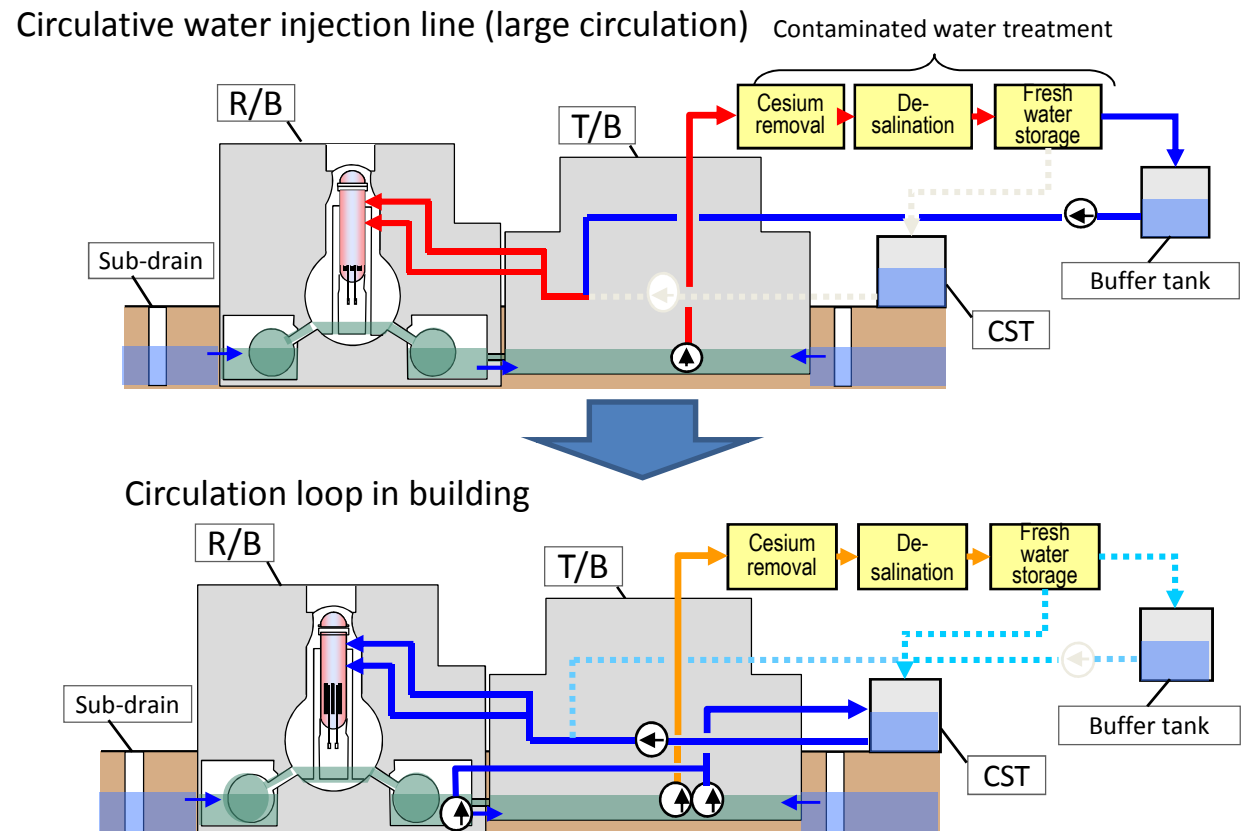 Circulative water injection line (large circulation)
Contaminated water treatment
R/B
T/B
Cesium
removal
De-
salination
Fresh
water
storage
Sub-drain
Buffer tank
CST
Circulation loop in building
R/B
T/B
Cesium
removal
De-
salination
Fresh
water
storage
Sub-drain
Buffer tank
CST